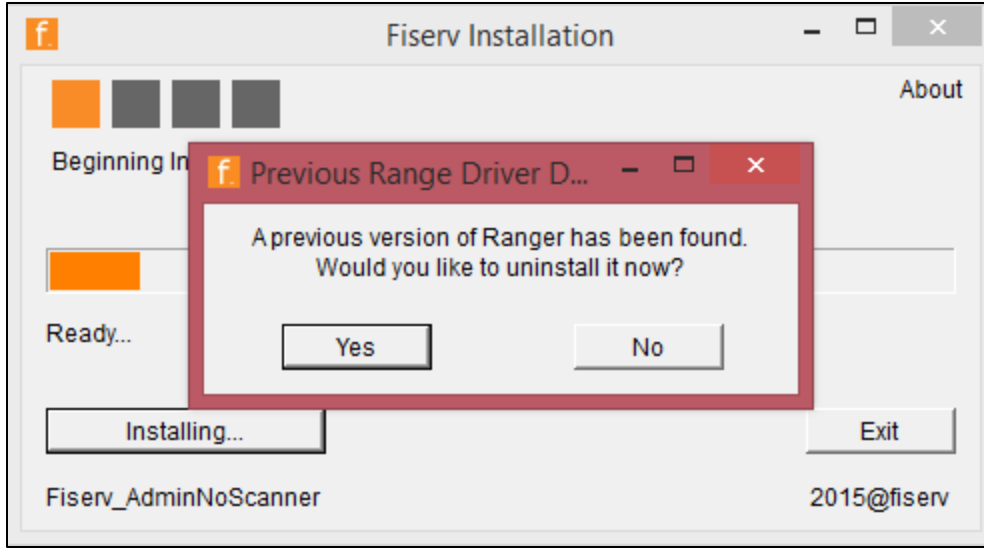 f.
Fiserv Installation
About
Beginning In
f.
Previous Range Driver D...
A previous version of Ranger has been found.
Would you like to uninstall it now?
Ready...
Yes
No
Installing...
Exit
Fiserv_AdminNoScanner
2015@fiserv